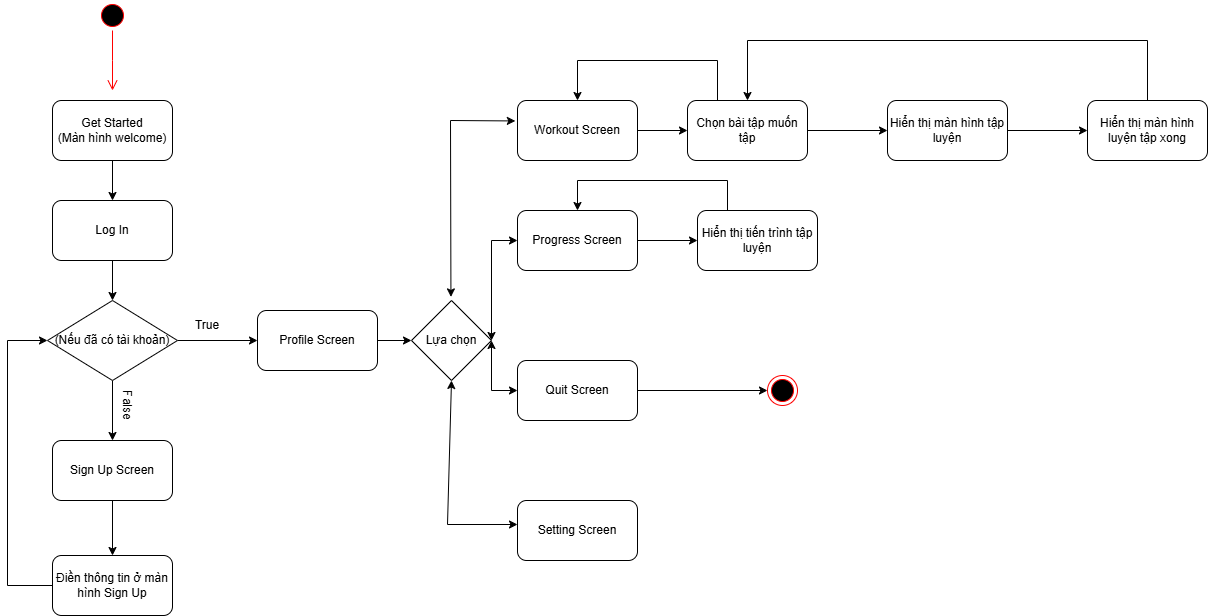 Get Started
(Màn hình welcome)
Log In
(Nếu đã có tài khoản)
True
False
Sign Up Screen
Điền thông tin ở màn
hình Sign Up
Profile Screen
Lựa chọn
Workout Screen
Chọn bài tập muốn
tập
Hiển thị màn hình tập
luyện
Hiển thị màn hình
luyện tập xong
Progress Screen
Hiển thị tiến trình tập
luyện
Quit Screen
Setting Screen